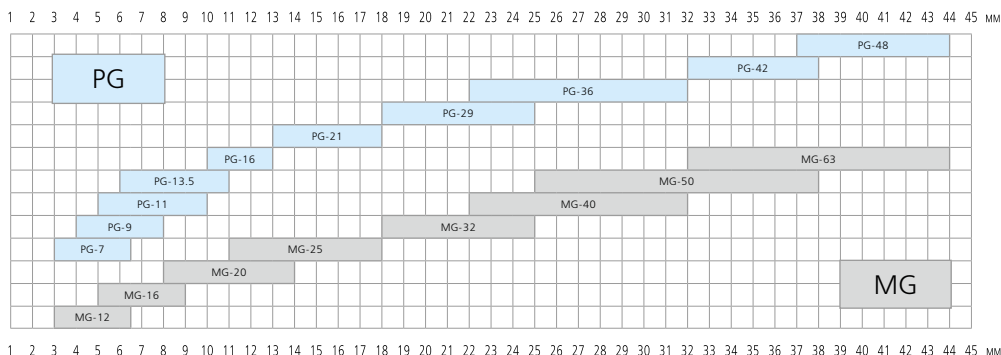 1 2 3 4 5 6 7 8 9 10 11 12 13 14 15 16 17 18 19 20 21 22 23 24 25 26 27 28 29 30 31 32 33 34 35 36 37 38 39 40 41 42 43 44 45 мм
PG-48
PG
PG-42
PG-36
PG-29
PG-21
PG-16
MG-63
PG-13.5
MG-50
PG-11
MG-40
PG-9
MG-32
PG-7
MG-25
MG-20
MG
MG-16
MG-12
1 2 3 4 5 6 7 8 9 10 11 12 13 14 15 16 17 18 19 20 21 22 23 24 25 26 27 28 29 30 31 32 33 34 35 36 37 38 39 40 41 42 43 44 45 мм